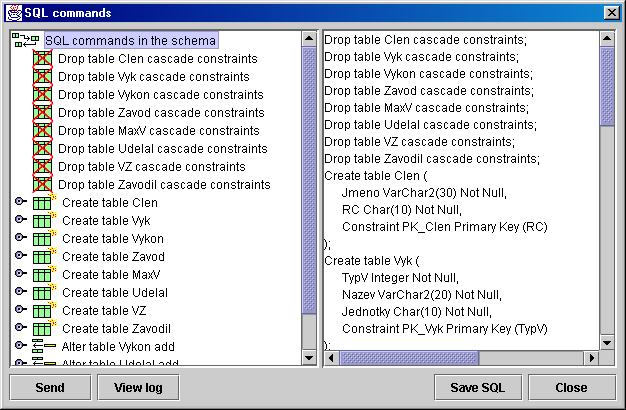 SQL commands
SQL commands in the schema
Drop table Clen cascade constraints
Drop table Vyk cascade constraints
Drop table Vykon cascade constraints
Drop table Zavod cascade constraints
Drop table MaxV cascade constraints
Drop table Udelal cascade constraints
Drop table VZ cascade constraints
Drop table Zavodil cascade constraints
Create table Clen
Create table Vyk
Create table Vykon
Create table Zavod
Create table MaxV
Create table Udelal
Create table VZ
Create table Zavodil
Alter table Vykon add
Alter table Udelal add
Drop table Clen cascade constraints;
Drop table Vyk cascade constraints;
Drop table Vykon cascade constraints;
Drop table Zavod cascade constraints;
Drop table MaxV cascade constraints;
Drop table Udelal cascade constraints;
Drop table VZ cascade constraints;
Drop table Zavodil cascade constraints;
Create table Clen (
Jmeno VarChar2(30) Not Null,
RC Char(10) Not Null,
Constraint PK_Clen Primary Key (RC)
);
Create table Vyk (
TypV Integer Not Null,
Nazev VarChar2(20) Not Null,
Jednotky Char(10) Not Null,
Constraint PK_Vyk Primary Key (TypV)
);
Send
View log
Save SQL
Close